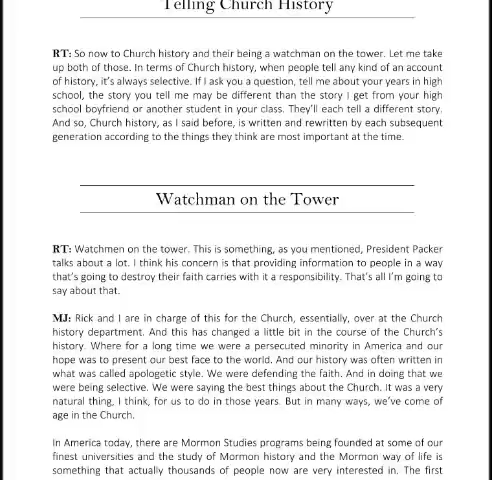 Telling Church History
RT: So now to Church history and their being a watchman on the tower. Let me take
up both of those. In terms of Church history, when people tell any kind of an account
of history, it's always selective. If I ask you a question, tell me about your years in high
school, the story you tell me may be different than the story I get from your high
school boyfriend or another student in your class. They'll each tell a different story.
And so, Church history, as I said before, is written and rewritten by each subsequent
generation according to the things they think are most important at the time.
Watchman on the Tower
RT: Watchmen on the tower. This is something, as you mentioned, President Packer
talks about a lot. I think his concern is that providing information to people in a way
that's going to destroy their faith carries with it a responsibility. That's all I'm going to
say about that.
MJ: Rick and I are in charge of this for the Church, essentially, over at the Church
history department. And this has changed a little bit in the course of the Church's
history. Where for a long time we were a persecuted minority in America and our
hope was to present our best face to the world. And our history was often written in
what was called apologetic style. We were defending the faith. And in doing that we
were being selective. We were saying the best things about the Church. It was a very
natural thing, I think, for us to do in those years. But in many ways, we've come of
age in the Church.
In America today, there are Mormon Studies programs being founded at some of our
finest universities and the study of Mormon history and the Mormon way of life is
something that actually thousands of people now are very interested in. The first